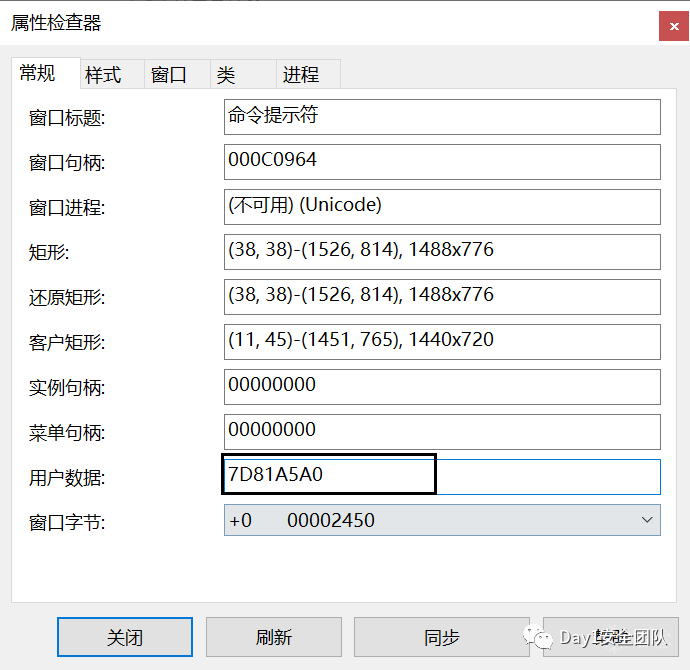 属性检查器
常规 样式 窗口 类 进程
窗口标题: 命令提示符
窗口句柄: 000C0964
窗口进程: (不可用) (Unicode)
矩形: (38, 38)-(1526, 814), 1488x776
还原矩形: (38, 38)-(1526, 814), 1488x776
客户矩形: (11, 45)-(1451, 765), 1440x720
实例句柄: 00000000
菜单句柄: 00000000
用户数据: 7D81A5A0
窗口字节: +0 00002450
关闭 刷新 同步
Day1安全团队